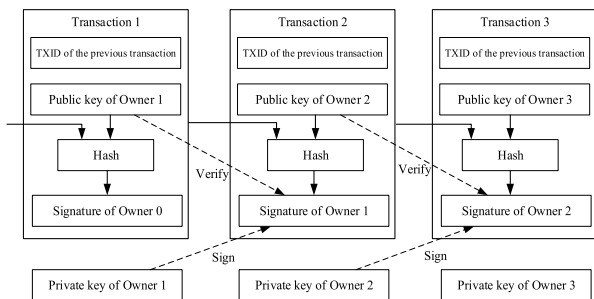 Transaction 1
Transaction 2
Transaction 3
TXID of the previous transaction
TXID of the previous transaction
TXID of the previous transaction
Public key of Owner 1
Public key of Owner 2
Public key of Owner 3
Hash
Hash
Hash
Verify
Verify
Signature of Owner 0
Signature of Owner 1
Signature of Owner 2
Sign
Sign
Private key of Owner 1
Private key of Owner 2
Private key of Owner 3